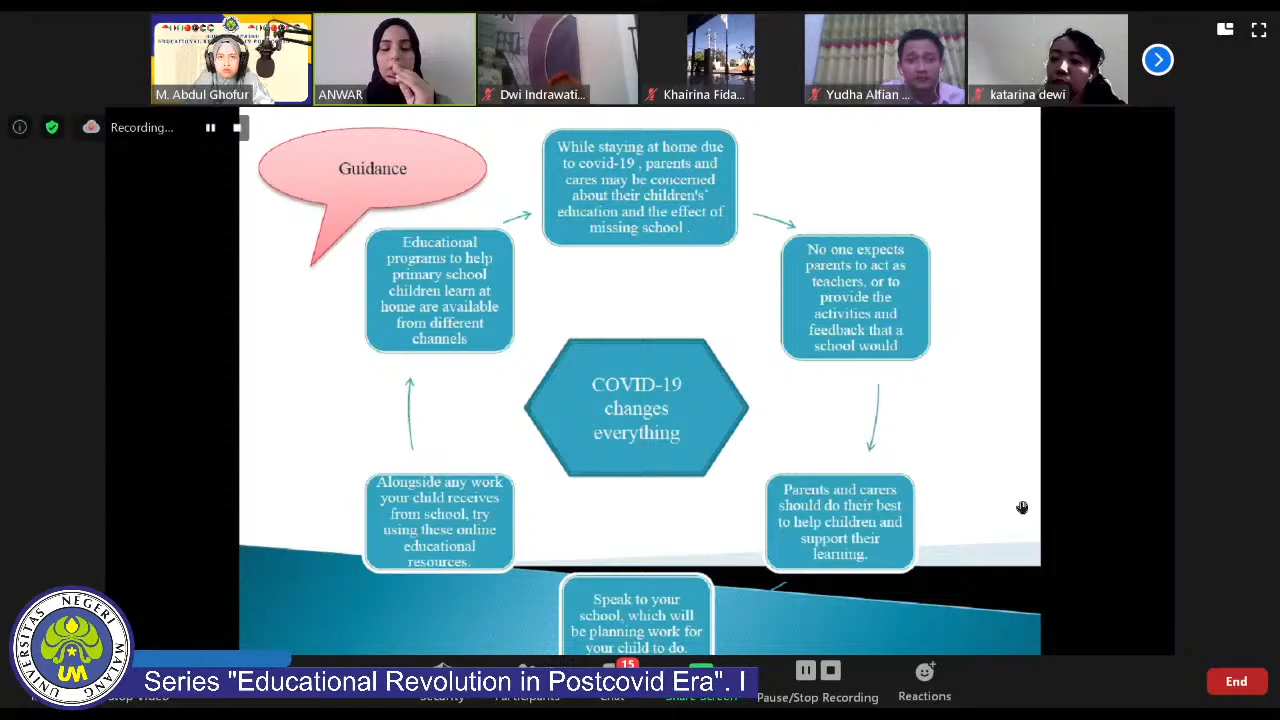 M. Abdul Ghofur
ANWAR
Dwi Indrawati...
Khairina Fida...
Yudha Alfian ...
katarina dewi
Recording...
Guidance
While staying at home due
to covid-19 , parents and
cares may be concerned
about their children's`
education and the effect of
missing school .
No one expects
parents to act as
teachers, or to
provide the
activities and
feedback that a
school would
Parents and carers
should do their best
to help children and
support their
learning.
Speak to your
school, which will
be planning work for
your child to do.
Alongside any work
your child receives
from school, try
using these online
educational
resources.
Educational
programs to help
primary school
children learn at
home are available
from different
channels
COVID-19
changes
everything
UNIVERSITAS NEGERI MALANG
UM
15
Series "Educational Revolution in Postcovid Era". I
Pause/Stop Recording
Reactions
End